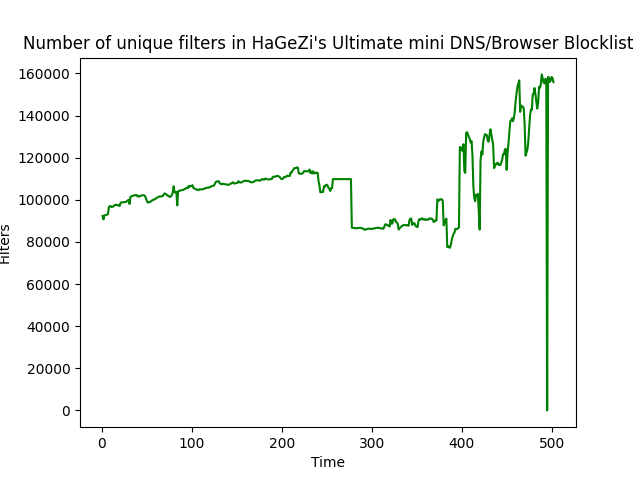 Number of unique filters in HaGeZi's Ultimate mini DNS/Browser Blocklist
160000
140000
120000
100000
80000
60000
40000
20000
0
Filters
0 100 200 300 400 500
Time